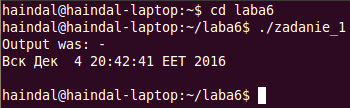 haindal@haindal-laptop:~$ cd laba6
haindal@haindal-laptop:~/laba6$ ./zadanie_1
Output was: -
Вск Дек  4 20:42:41 EET 2016
haindal@haindal-laptop:~/laba6$